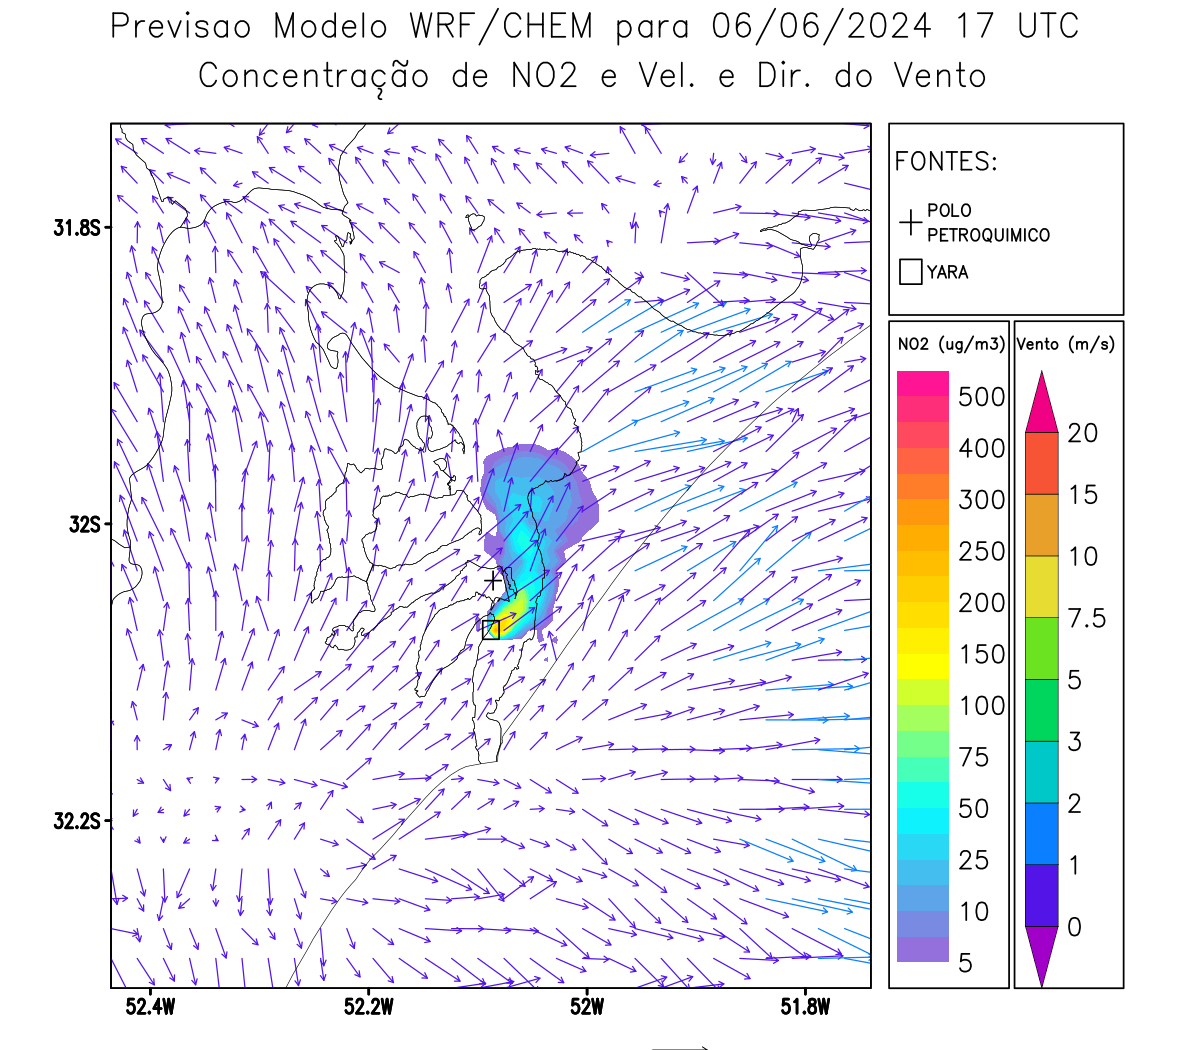 Previsao Modelo WRF/CHEM para 06/06/2024 17 UTC
Concentração de NO2 e Vel. e Dir. do Vento
FONTES:
POLO
PETROQUIMICO
YARA
31.8S
32S
32.2S
52.4W
52.2W
52W
51.8W
NO2 (ug/m3)
500
400
300
250
200
150
100
75
50
25
10
5
Vento (m/s)
20
15
10
7.5
5
3
2
1
0